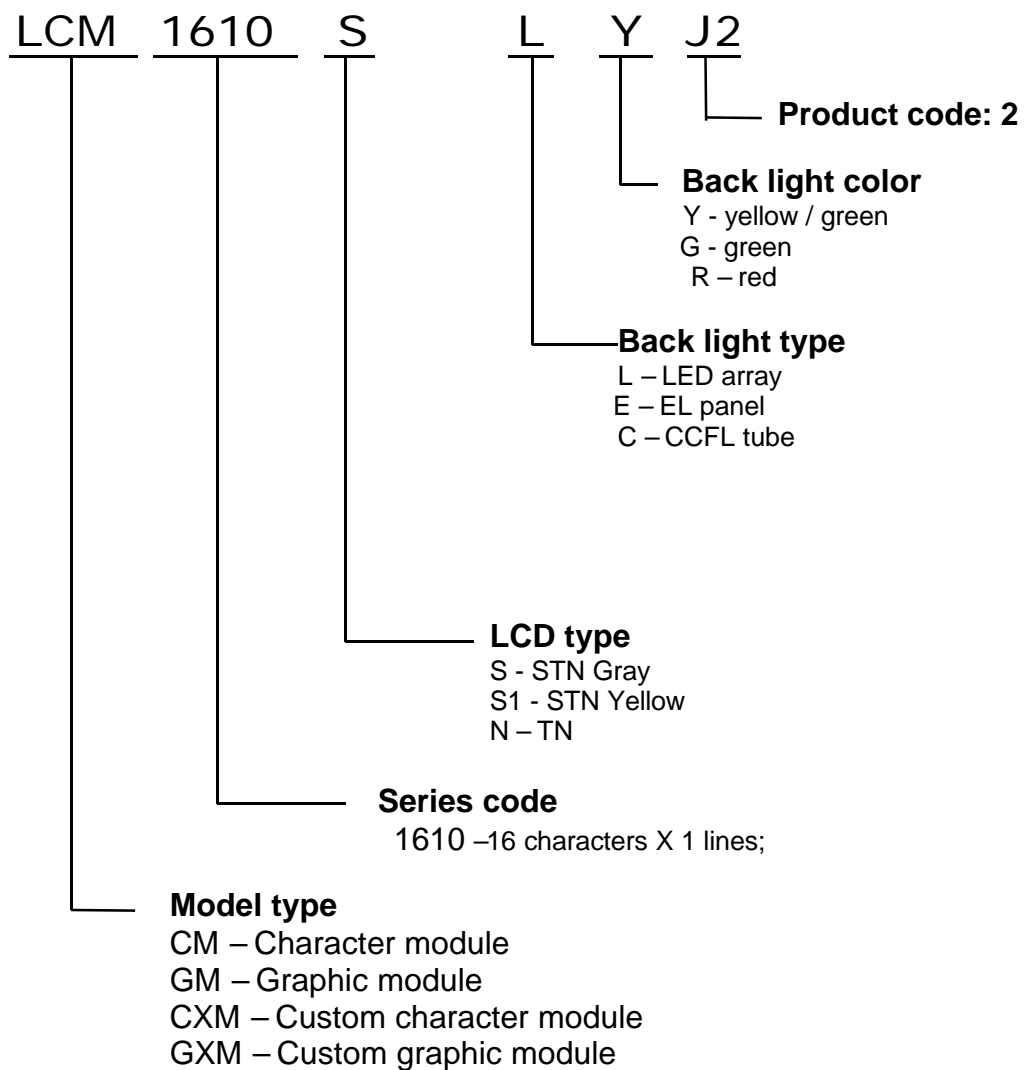 LCM 1610 S L Y J2
Product code: 2
Back light color
Y - yellow / green
G - green
R – red
Back light type
L – LED array
E – EL panel
C – CCFL tube
LCD type
S - STN Gray
S1 - STN Yellow
N – TN
Series code
1610 –16 characters X 1 lines;
Model type
CM – Character module
GM – Graphic module
CXM – Custom character module
GXM – Custom graphic module